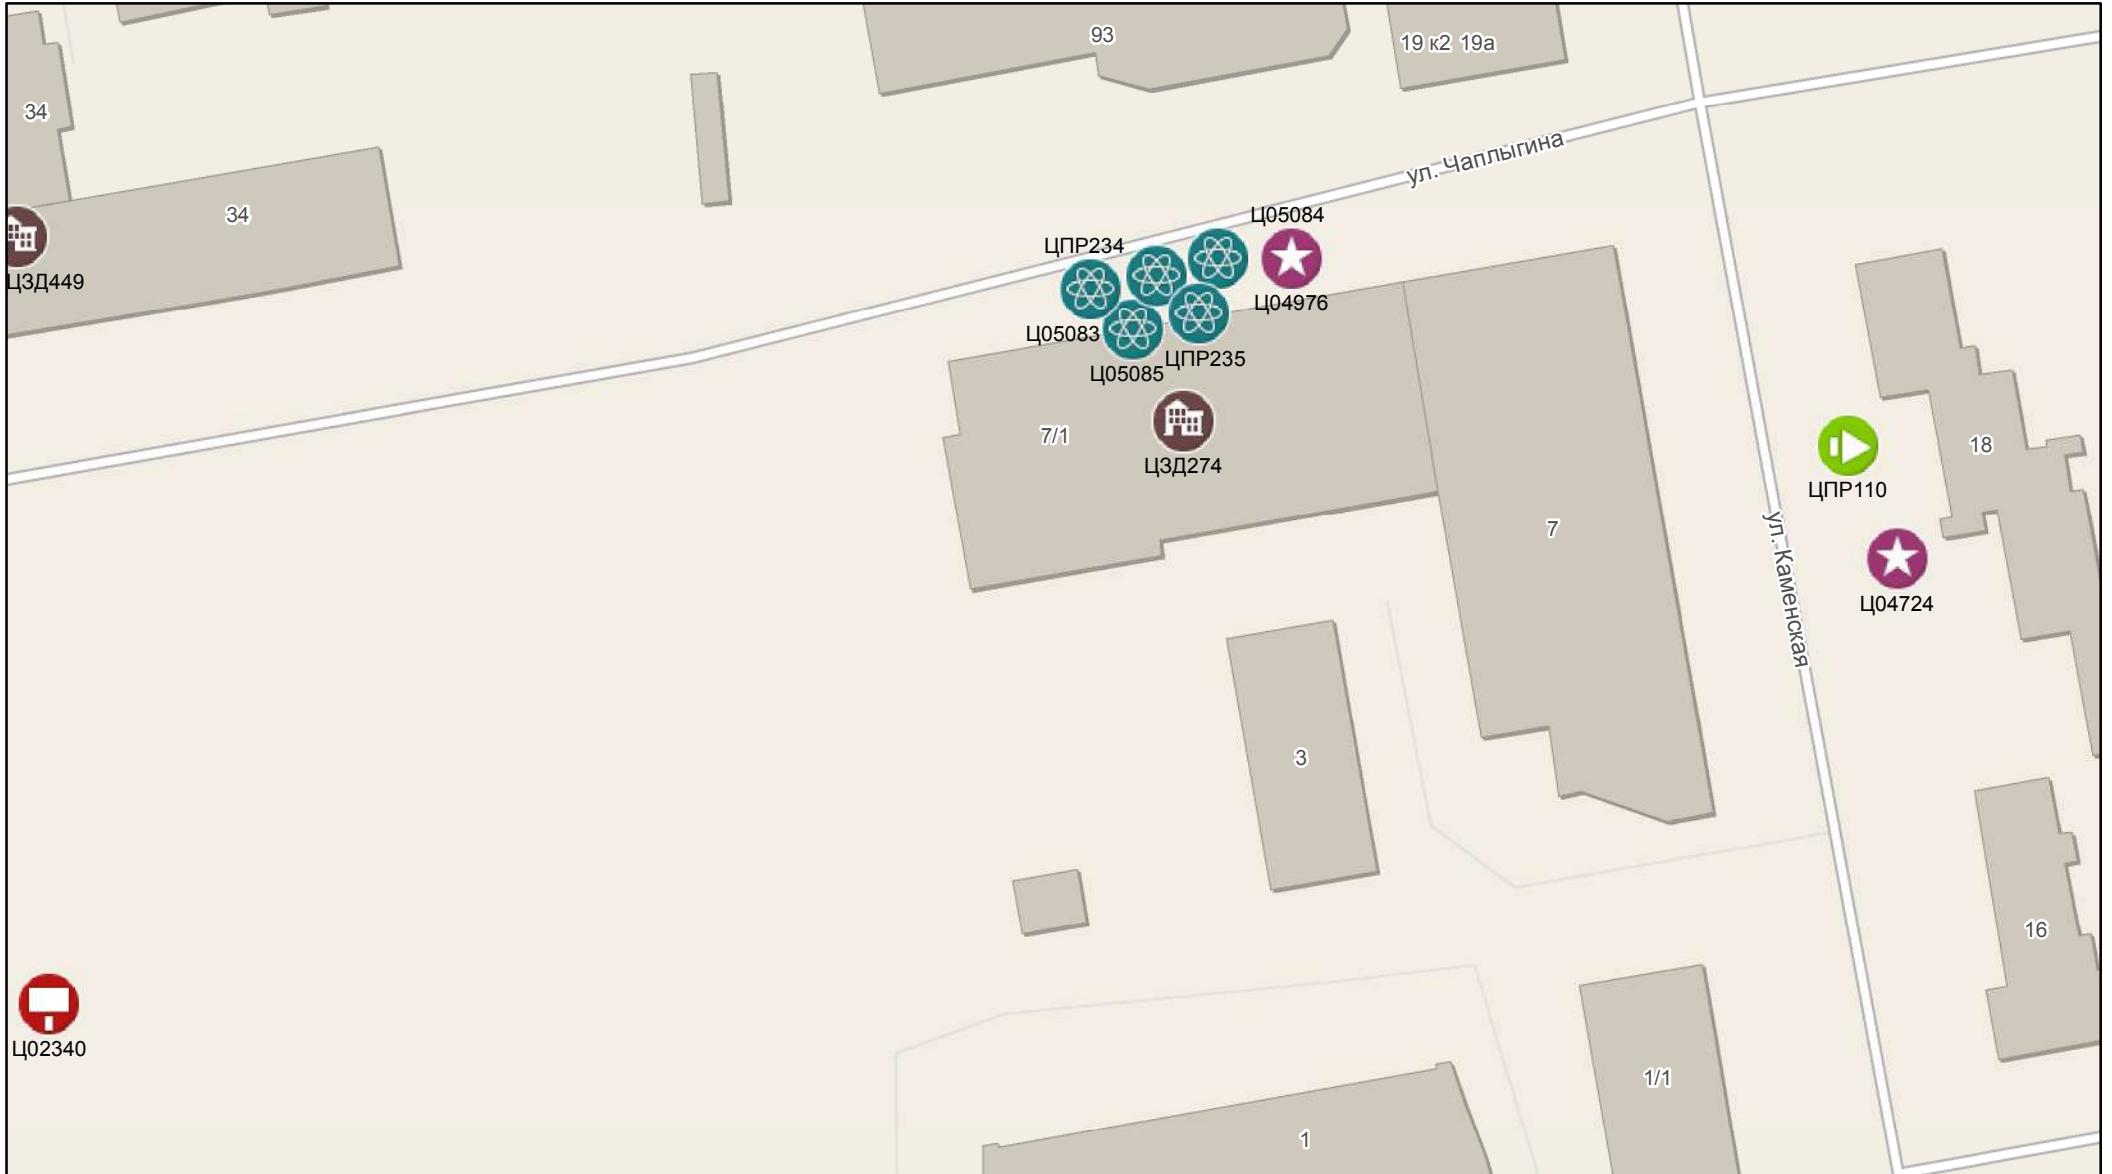 93
19 к2 19а
34
ул. Чаплыгина
34
Ц05084
ЦПР234
ЦЗД449
Ц04976
Ц05083
ЦПР235
Ц05085
7/1
18
ЦЗД274
ЦПР110
7
ул. Каменская
Ц04724
3
16
Ц02340
1/1
1